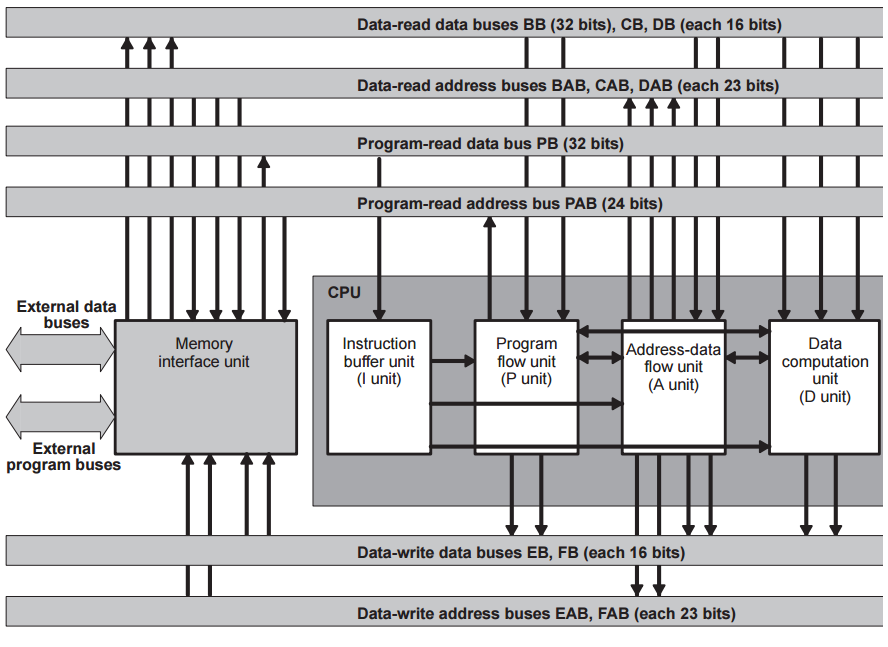 Data-read data buses BB (32 bits), CB, DB (each 16 bits)
Data-read address buses BAB, CAB, DAB (each 23 bits)
Program-read data bus PB (32 bits)
Program-read address bus PAB (24 bits)
CPU
External data
buses
Memory
interface unit
External
program buses
Instruction
buffer unit
(I unit)
Program
flow unit
(P unit)
Address-data
flow unit
(A unit)
Data
computation
unit
(D unit)
Data-write data buses EB, FB (each 16 bits)
Data-write address buses EAB, FAB (each 23 bits)